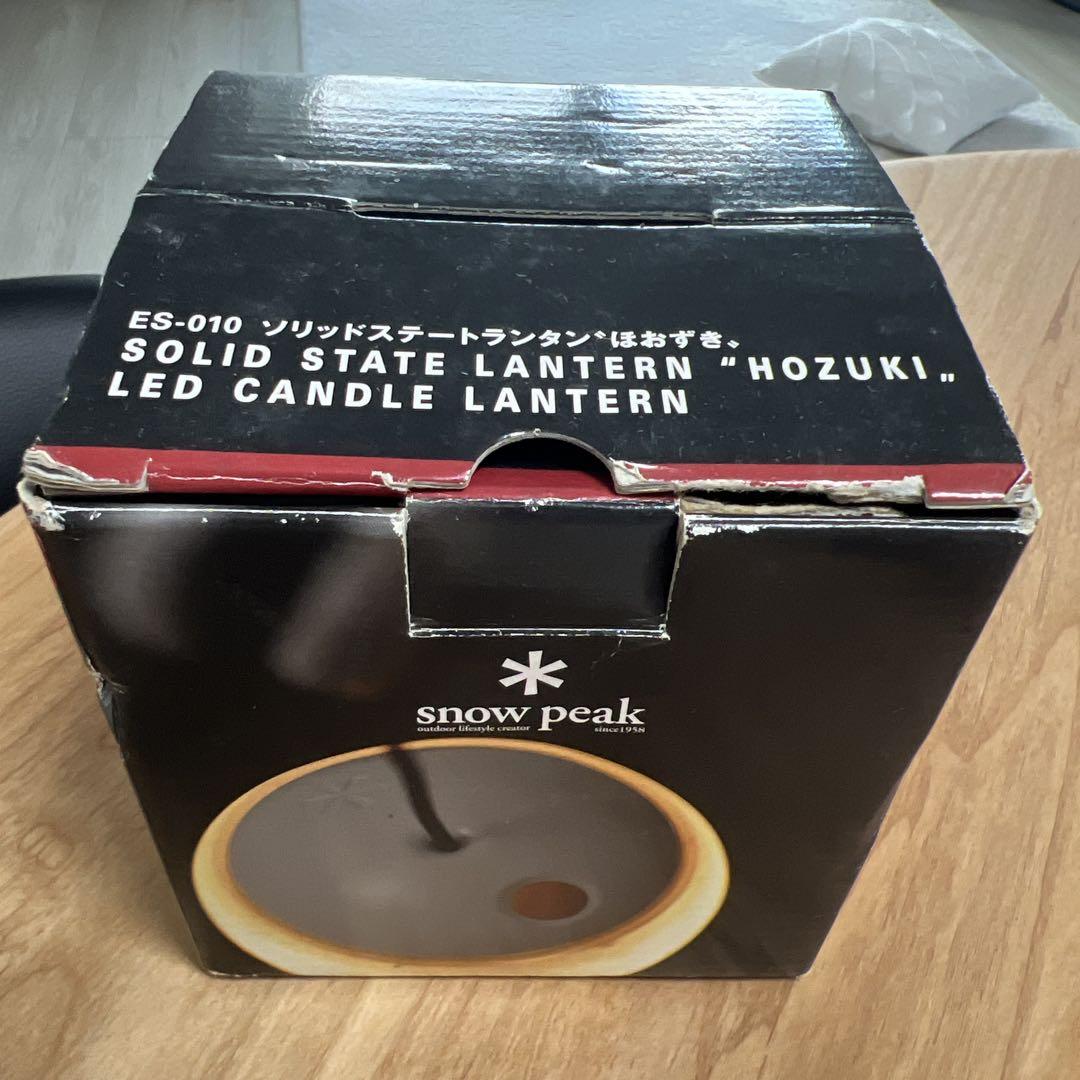 ES-010 ソリッドステートランタン〝ほおずき〟
SOLID STATE LANTERN "HOZUKI„
LED CANDLE LANTERN
snow peak
outdoor lifestyle creator since1958